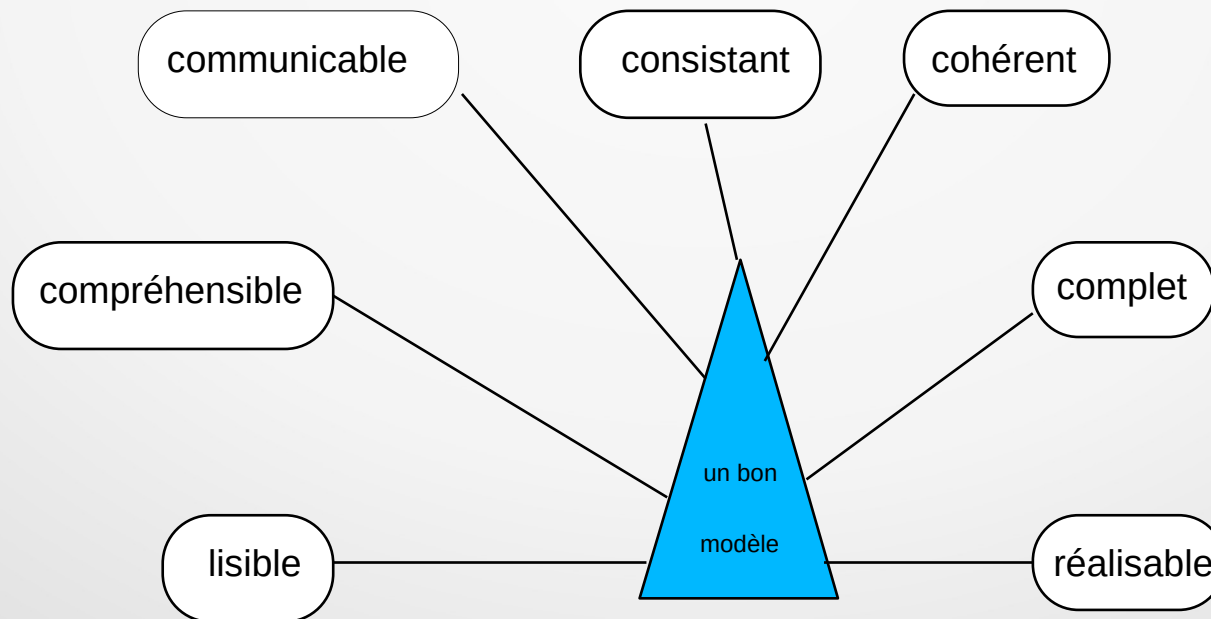 communicable
consistant
cohérent
compréhensible
complet
un bon
modèle
lisible
réalisable